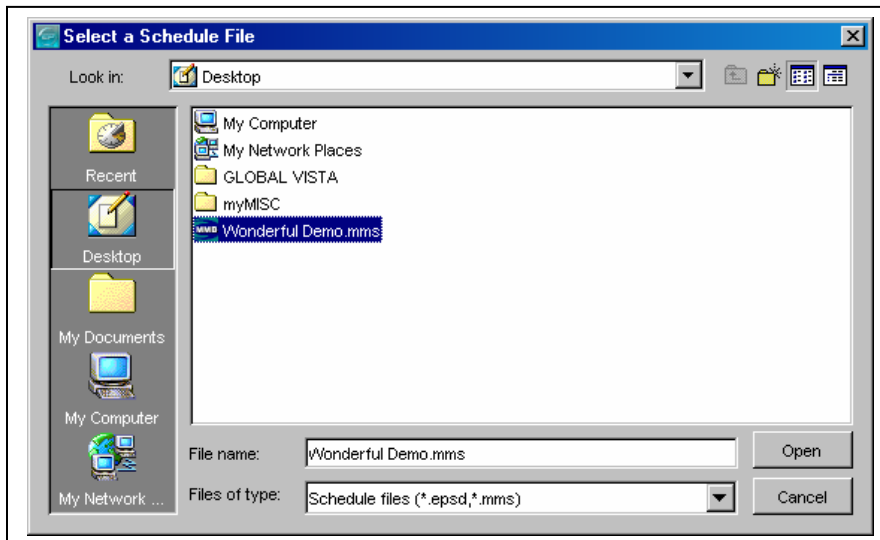 Select a Schedule File
Look in:
Desktop
Recent
Desktop
My Documents
My Computer
My Network ...
My Computer
My Network Places
GLOBAL VISTA
myMISC
MMD Wonderful Demo.mms
File name:
Wonderful Demo.mms
Open
Files of type:
Schedule files (*.epsd,*.mms)
Cancel